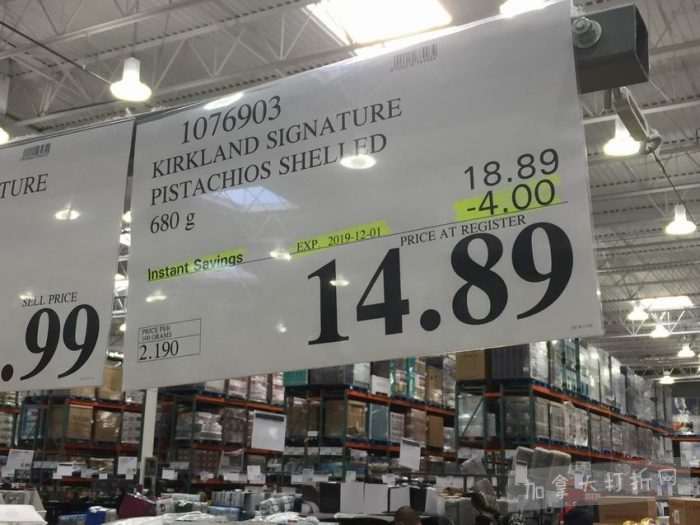 1076903
KIRKLAND SIGNATURE
PISTACHIOS SHELLED
680 g
18.89
-4.00
Instant Savings
EXP. 2019-12-01
PRICE AT REGISTER
14.89
PRICE PER
100 GRAMS
2.190
TURE
SELL PRICE
.99
加拿大打折网